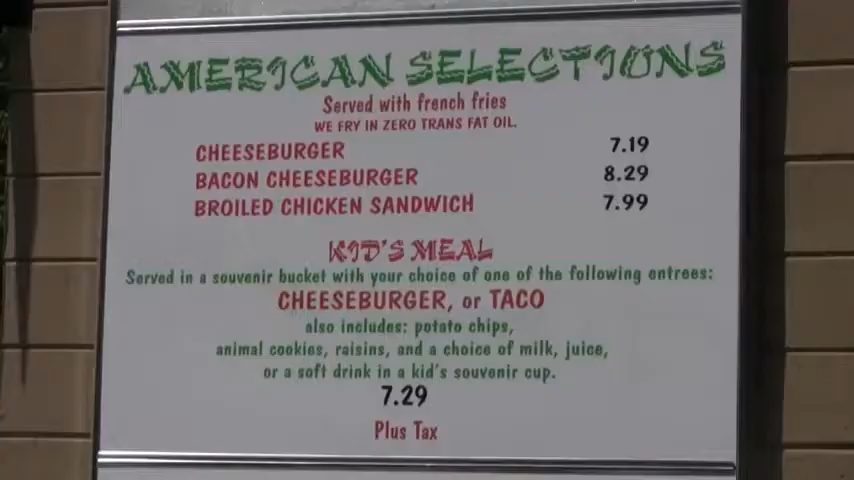 AMERICAN SELECTIONS
Served with french fries
WE FRY IN ZERO TRANS FAT OIL.
CHEESEBURGER 7.19
BACON CHEESEBURGER 8.29
BROILED CHICKEN SANDWICH 7.99
KID'S MEAL
Served in a souvenir bucket with your choice of one of the following entrees:
CHEESEBURGER, or TACO
also includes: potato chips,
animal cookies, raisins, and a choice of milk, juice,
or a soft drink in a kid's souvenir cup.
7.29
Plus Tax